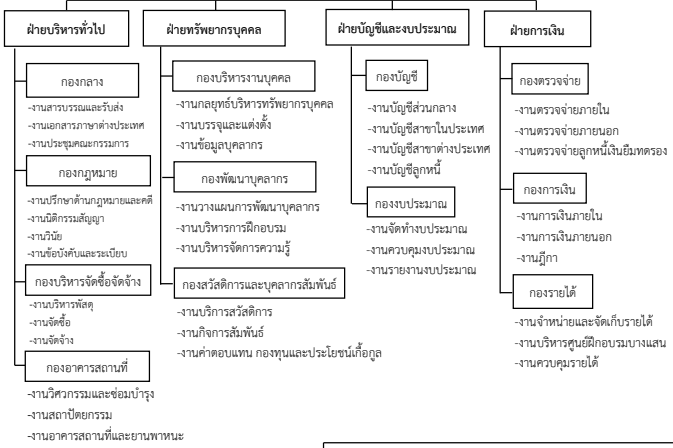 ฝ่ายบริหารทั่วไป
กองกลาง
-งานสารบรรณและรับส่ง
-งานเอกสารภาษาต่างประเทศ
-งานประชุมคณะกรรมการ
กองกฎหมาย
-งานปรึกษาด้านกฎหมายและคดี
-งานนิติกรรมสัญญา
-งานวินัย
-งานข้อบังคับและระเบียบ
กองบริหารจัดซื้อจัดจ้าง
-งานบริหารพัสดุ
-งานจัดซื้อ
-งานจัดจ้าง
กองอาคารสถานที่
-งานวิศวกรรมและซ่อมบำรุง
-งานสถาปัตยกรรม
-งานอาคารสถานที่และยานพาหนะ
ฝ่ายทรัพยากรบุคคล
กองบริหารงานบุคคล
-งานกลยุทธ์บริหารทรัพยากรบุคคล
-งานบรรจุและแต่งตั้ง
-งานข้อมูลบุคลากร
กองพัฒนาบุคลากร
-งานวางแผนการพัฒนาบุคลากร
-งานบริหารการฝึกอบรม
-งานบริหารจัดการความรู้
กองสวัสดิการและบุคลากรสัมพันธ์
-งานบริการสวัสดิการ
-งานกิจการสัมพันธ์
-งานค่าตอบแทน กองทุนและประโยชน์เกื้อกูล
ฝ่ายบัญชีและงบประมาณ
กองบัญชี
-งานบัญชีส่วนกลาง
-งานบัญชีสาขาในประเทศ
-งานบัญชีสาขาต่างประเทศ
-งานบัญชีลูกหนี้
กองงบประมาณ
-งานจัดทำงบประมาณ
-งานควบคุมงบประมาณ
-งานรายงานงบประมาณ
ฝ่ายการเงิน
กองตรวจจ่าย
-งานตรวจจ่ายภายใน
-งานตรวจจ่ายภายนอก
-งานตรวจจ่ายลูกหนี้เงินยืมทดรอง
กองการเงิน
-งานการเงินภายใน
-งานการเงินภายนอก
-งานฎีกา
กองรายได้
-งานจำหน่ายและจัดเก็บรายได้
-งานบริหารศูนย์ฝึกอบรมบางแสน
-งานควบคุมรายได้